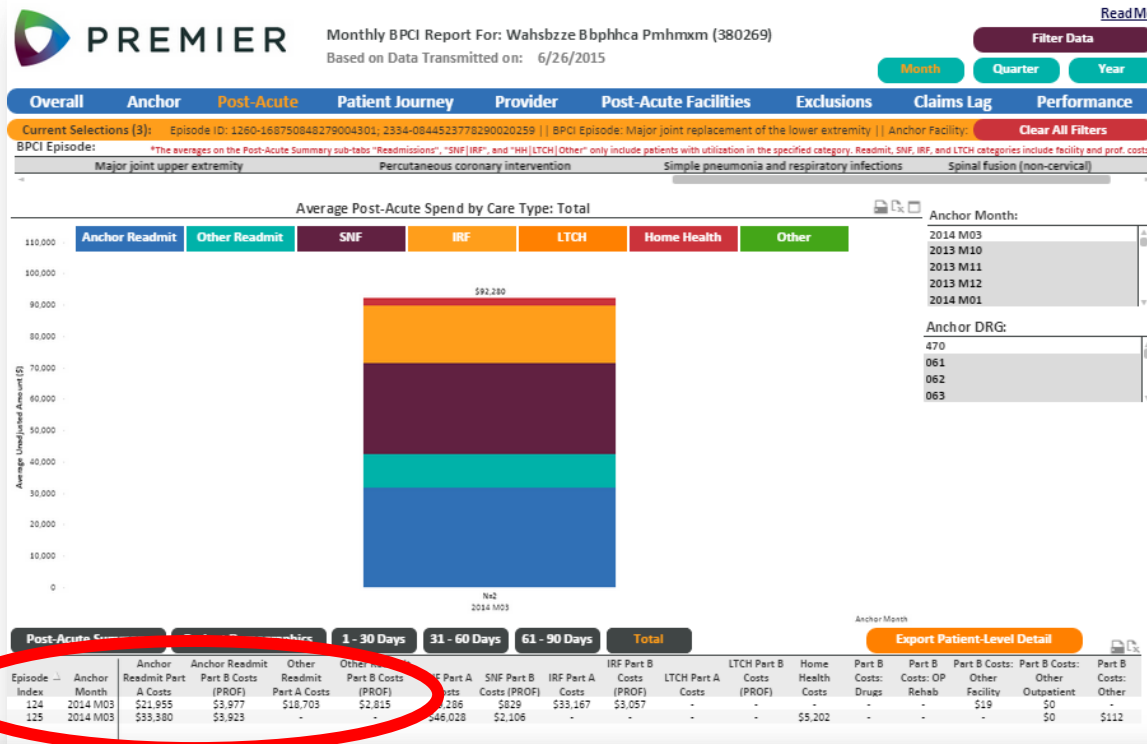 Read M
PREMIER
Monthly BPCI Report For: Wahsbzze Bbphhca Pmhmxm (380269)
Based on Data Transmitted on: 6/26/2015
Filter Data
Month Quarter Year
Overall Anchor Post-Acute Patient Journey Provider Post-Acute Facilities Exclusions Claims Lag Performance
Current Selections (3): Episode ID: 1260-168750848279004301; 2334-0844523778290020259 || BPCI Episode: Major joint replacement of the lower extremity || Anchor Facility: Clear All Filters
BPCI Episode: *The averages on the Post-Acute Summary sub-tabs "Readmissions", "SNF|IRF", and "HH|LTCH|Other" only include patients with utilization in the specified category. Readmit, SNF, IRF, and LTCH categories include facility and prof. costs
Major joint upper extremity Percutaneous coronary intervention Simple pneumonia and respiratory infections Spinal fusion (non-cervical)
Average Post-Acute Spend by Care Type: Total
Anchor Readmit Other Readmit SNF IRF LTCH Home Health Other
110,000
100,000
90,000
80,000
70,000
60,000
50,000
40,000
30,000
20,000
10,000
0
Average Unadjusted Amount ($)
$92,280
N=2
2014 M03
Anchor Month
Anchor Month:
2014 M03
2013 M10
2013 M11
2013 M12
2014 M01
Anchor DRG:
470
061
062
063
Post-Acute 1 - 30 Days 31 - 60 Days 61 - 90 Days Total Export Patient-Level Detail
Episode Index Anchor Month Anchor Readmit Part A Costs Anchor Readmit Part B Costs (PROF) Other Readmit Part A Costs Other Part B Costs (PROF) Part A SNF Part B Costs (PROF) IRF Part A Costs IRF Part B Costs (PROF) LTCH Part A Costs LTCH Part B Costs (PROF) Home Health Costs Part B Costs: Drugs Part B Costs: OP Rehab Part B Costs: Other Facility Part B Costs: Other Outpatient Part B Costs: Other
124 2014 M03 $21,955 $3,977 $18,703 $2,815 ,286 $829 $33,167 $3,057 - - - - - $19 $0 -
125 2014 M03 $33,380 $3,923 - - $46,028 $2,106 - - - - $5,202 - - - $0 $112